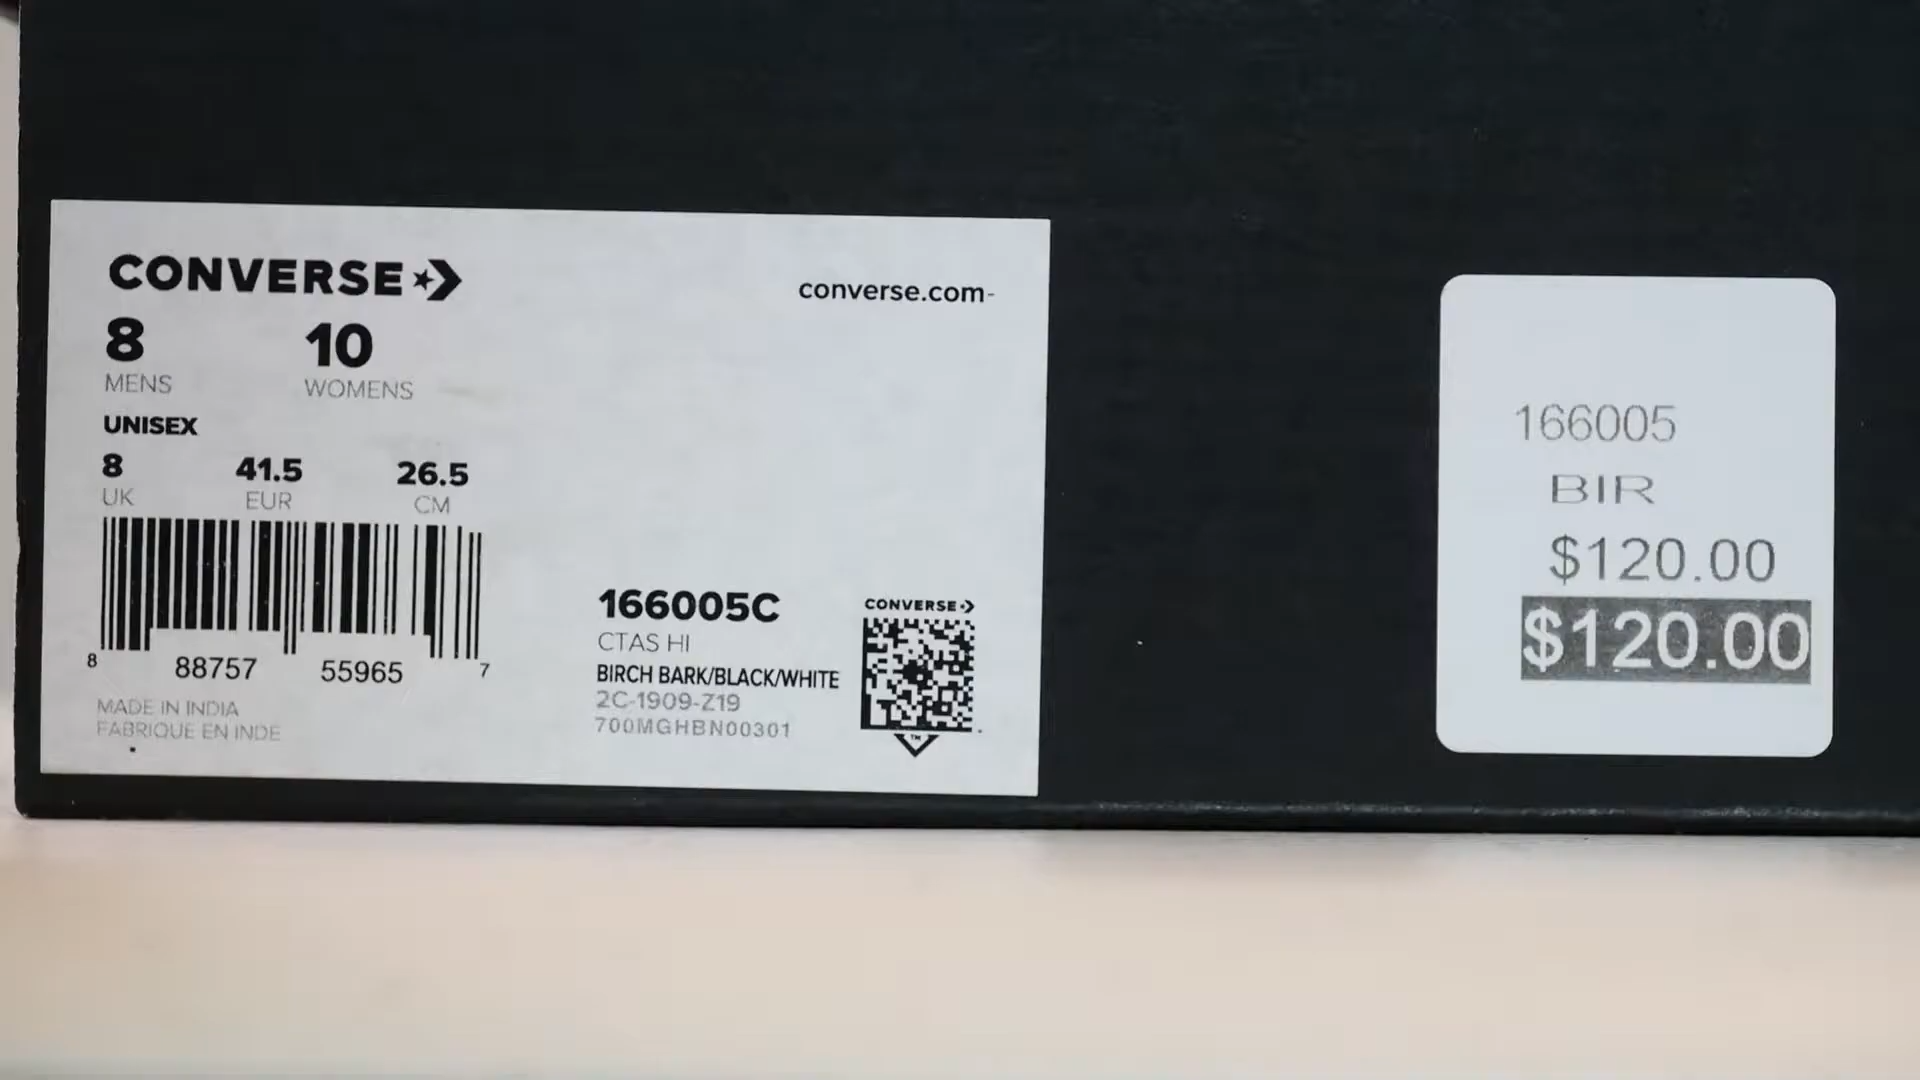 CONVERSE
converse.com
8 10
MENS WOMENS
UNISEX
8 41.5 26.5
UK EUR CM
8 88757 55965 7
MADE IN INDIA
FABRIQUE EN INDE
166005C
CTAS HI
BIRCH BARK/BLACK/WHITE
2C-1909-Z19
700MGHBN00301
CONVERSE
TM
166005
BIR
$120.00
$120.00